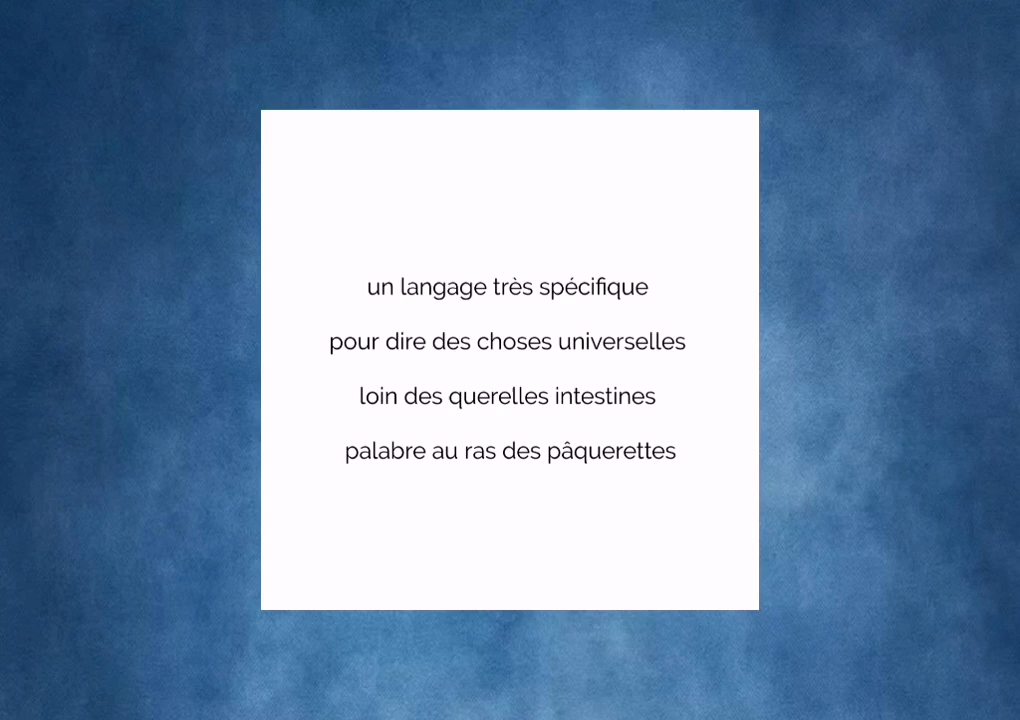 un langage très spécifique
pour dire des choses universelles
loin des querelles intestines
palabre au ras des pâquerettes